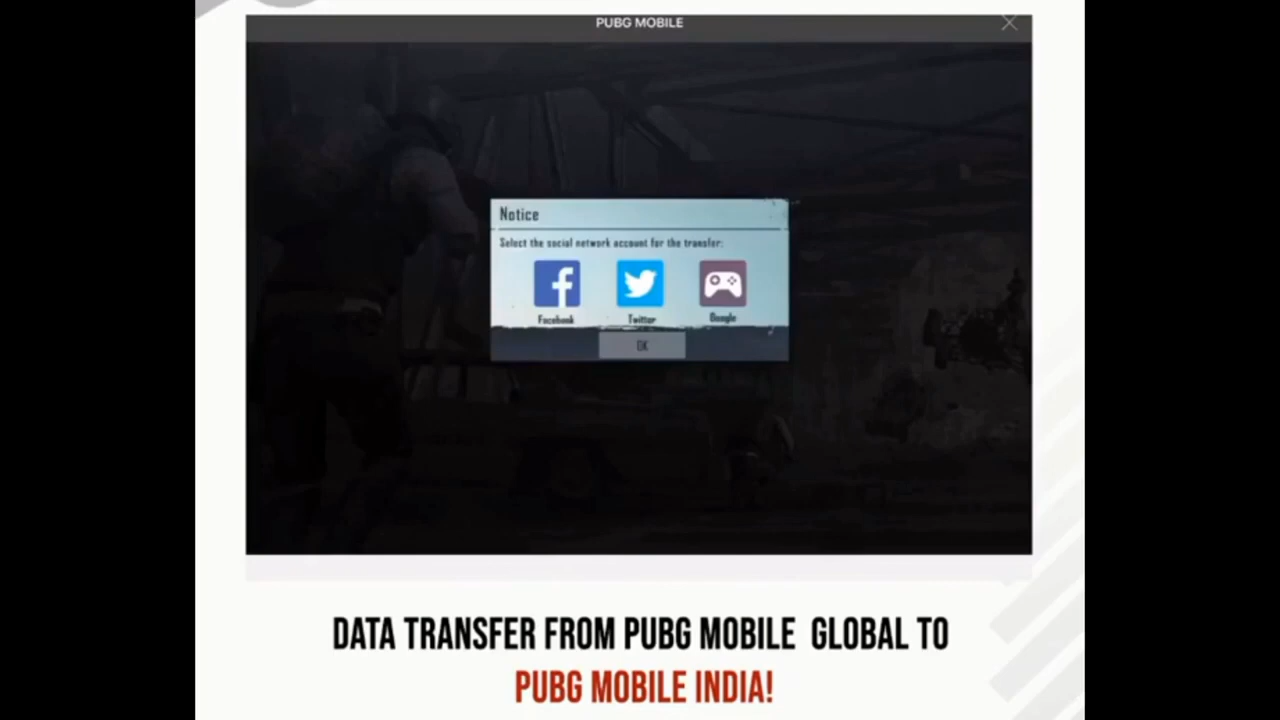 PUBG MOBILE
Notice
Select the social network account for the transfer:
Facebook Twitter Google
OK
DATA TRANSFER FROM PUBG MOBILE GLOBAL TO
PUBG MOBILE INDIA!